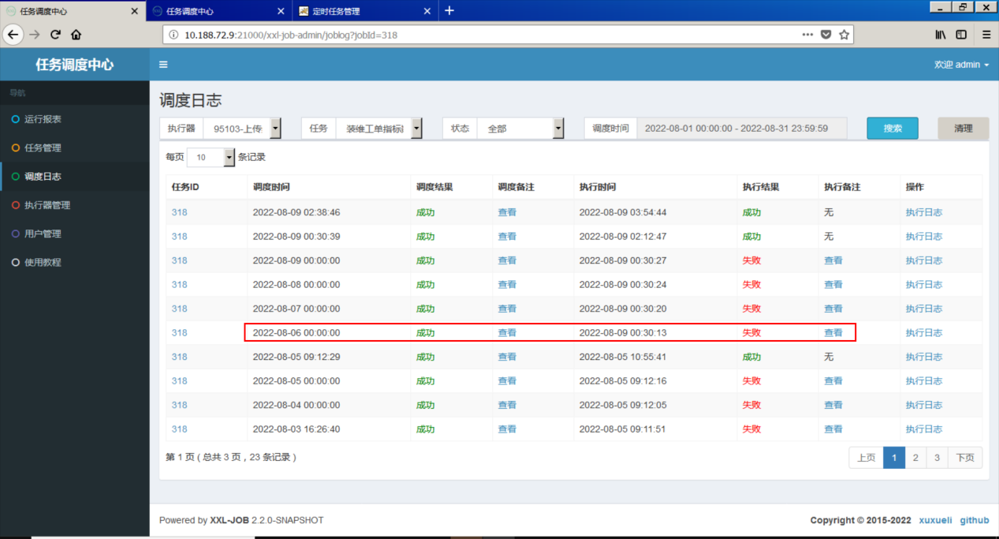 任务调度中心 任务调度中心 定时任务管理
10.188.72.9:21000/xxl-job-admin/joblog?jobId=318
任务调度中心 欢迎 admin
导航
运行报表
任务管理
调度日志
执行器管理
用户管理
使用教程
调度日志
执行器 95103-上传 任务 装维工单指标 状态 全部 调度时间 2022-08-01 00:00:00 - 2022-08-31 23:59:59 搜索 清理
每页 10 条记录
任务ID 调度时间 调度结果 调度备注 执行时间 执行结果 执行备注 操作
318 2022-08-09 02:38:46 成功 查看 2022-08-09 03:54:44 成功 无 执行日志
318 2022-08-09 00:30:39 成功 查看 2022-08-09 02:12:47 成功 无 执行日志
318 2022-08-09 00:00:00 成功 查看 2022-08-09 00:30:27 失败 查看 执行日志
318 2022-08-08 00:00:00 成功 查看 2022-08-09 00:30:24 失败 查看 执行日志
318 2022-08-07 00:00:00 成功 查看 2022-08-09 00:30:20 失败 查看 执行日志
318 2022-08-06 00:00:00 成功 查看 2022-08-09 00:30:13 失败 查看 执行日志
318 2022-08-05 09:12:29 成功 查看 2022-08-05 10:55:41 成功 无 执行日志
318 2022-08-05 00:00:00 成功 查看 2022-08-05 09:12:16 失败 查看 执行日志
318 2022-08-04 00:00:00 成功 查看 2022-08-05 09:12:05 失败 查看 执行日志
318 2022-08-03 16:26:40 成功 查看 2022-08-05 09:11:51 失败 查看 执行日志
第 1 页 ( 总共 3 页，23 条记录 ) 上页 1 2 3 下页
Powered by XXL-JOB 2.2.0-SNAPSHOT Copyright © 2015-2022 xuxueli github